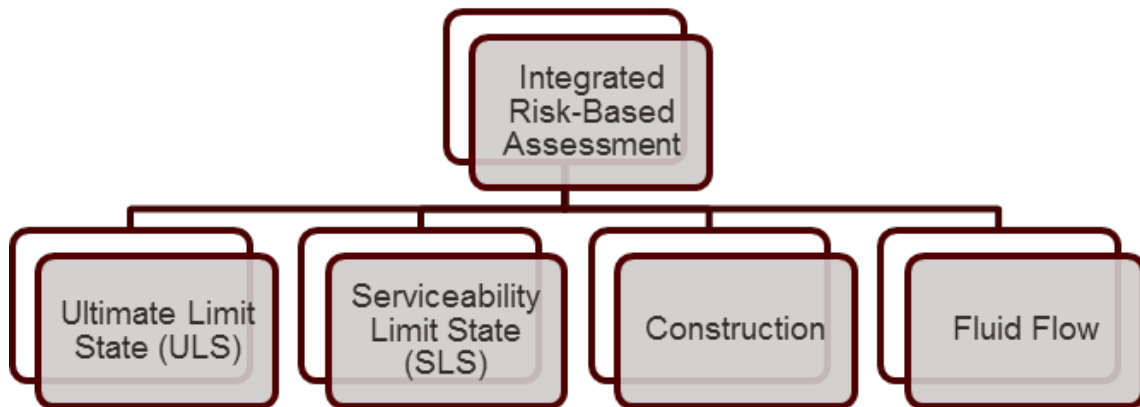 Integrated
Risk-Based
Assessment
Ultimate Limit
State (ULS)
Serviceability
Limit State
(SLS)
Construction
Fluid Flow